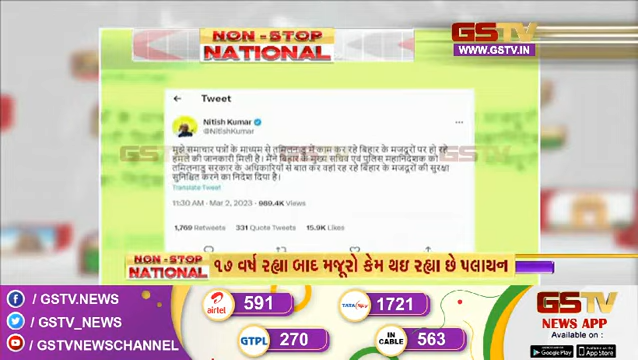 NON - STOP
NATIONAL
GSTV
WWW.GSTV.IN
Tweet
Nitish Kumar
@NitishKumar
मुझे समाचार पत्रों के माध्यम से तमिलनाडु में काम कर रहे बिहार के मजदूरों पर हो रहे
हमले की जानकारी मिली है। मैंने बिहार के मुख्य सचिव एवं पुलिस महानिदेशक को
तमिलनाडु सरकार के अधिकारियों से बात कर वहां रह रहे बिहार के मजदूरों की सुरक्षा
सुनिश्चित करने का निर्देश दिया है।
Translate Tweet
11:30 AM - Mar 2, 2023 - 989.4K Views
1,769 Retweets 331 Quote Tweets 15.9K Likes
NON - STOP
NATIONAL
૧૭ વર્ષ રહ્યા બાદ મજૂરો કેમ થઇ રહ્યા છે પલાયન
/ GSTV.NEWS
/ GSTV_NEWS
/ GSTVNEWSCHANNEL
airtel 591
TATA Play 1721
GTPL 270
IN CABLE 563
GSTV
NEWS APP
Available on :
Google Play
App Store